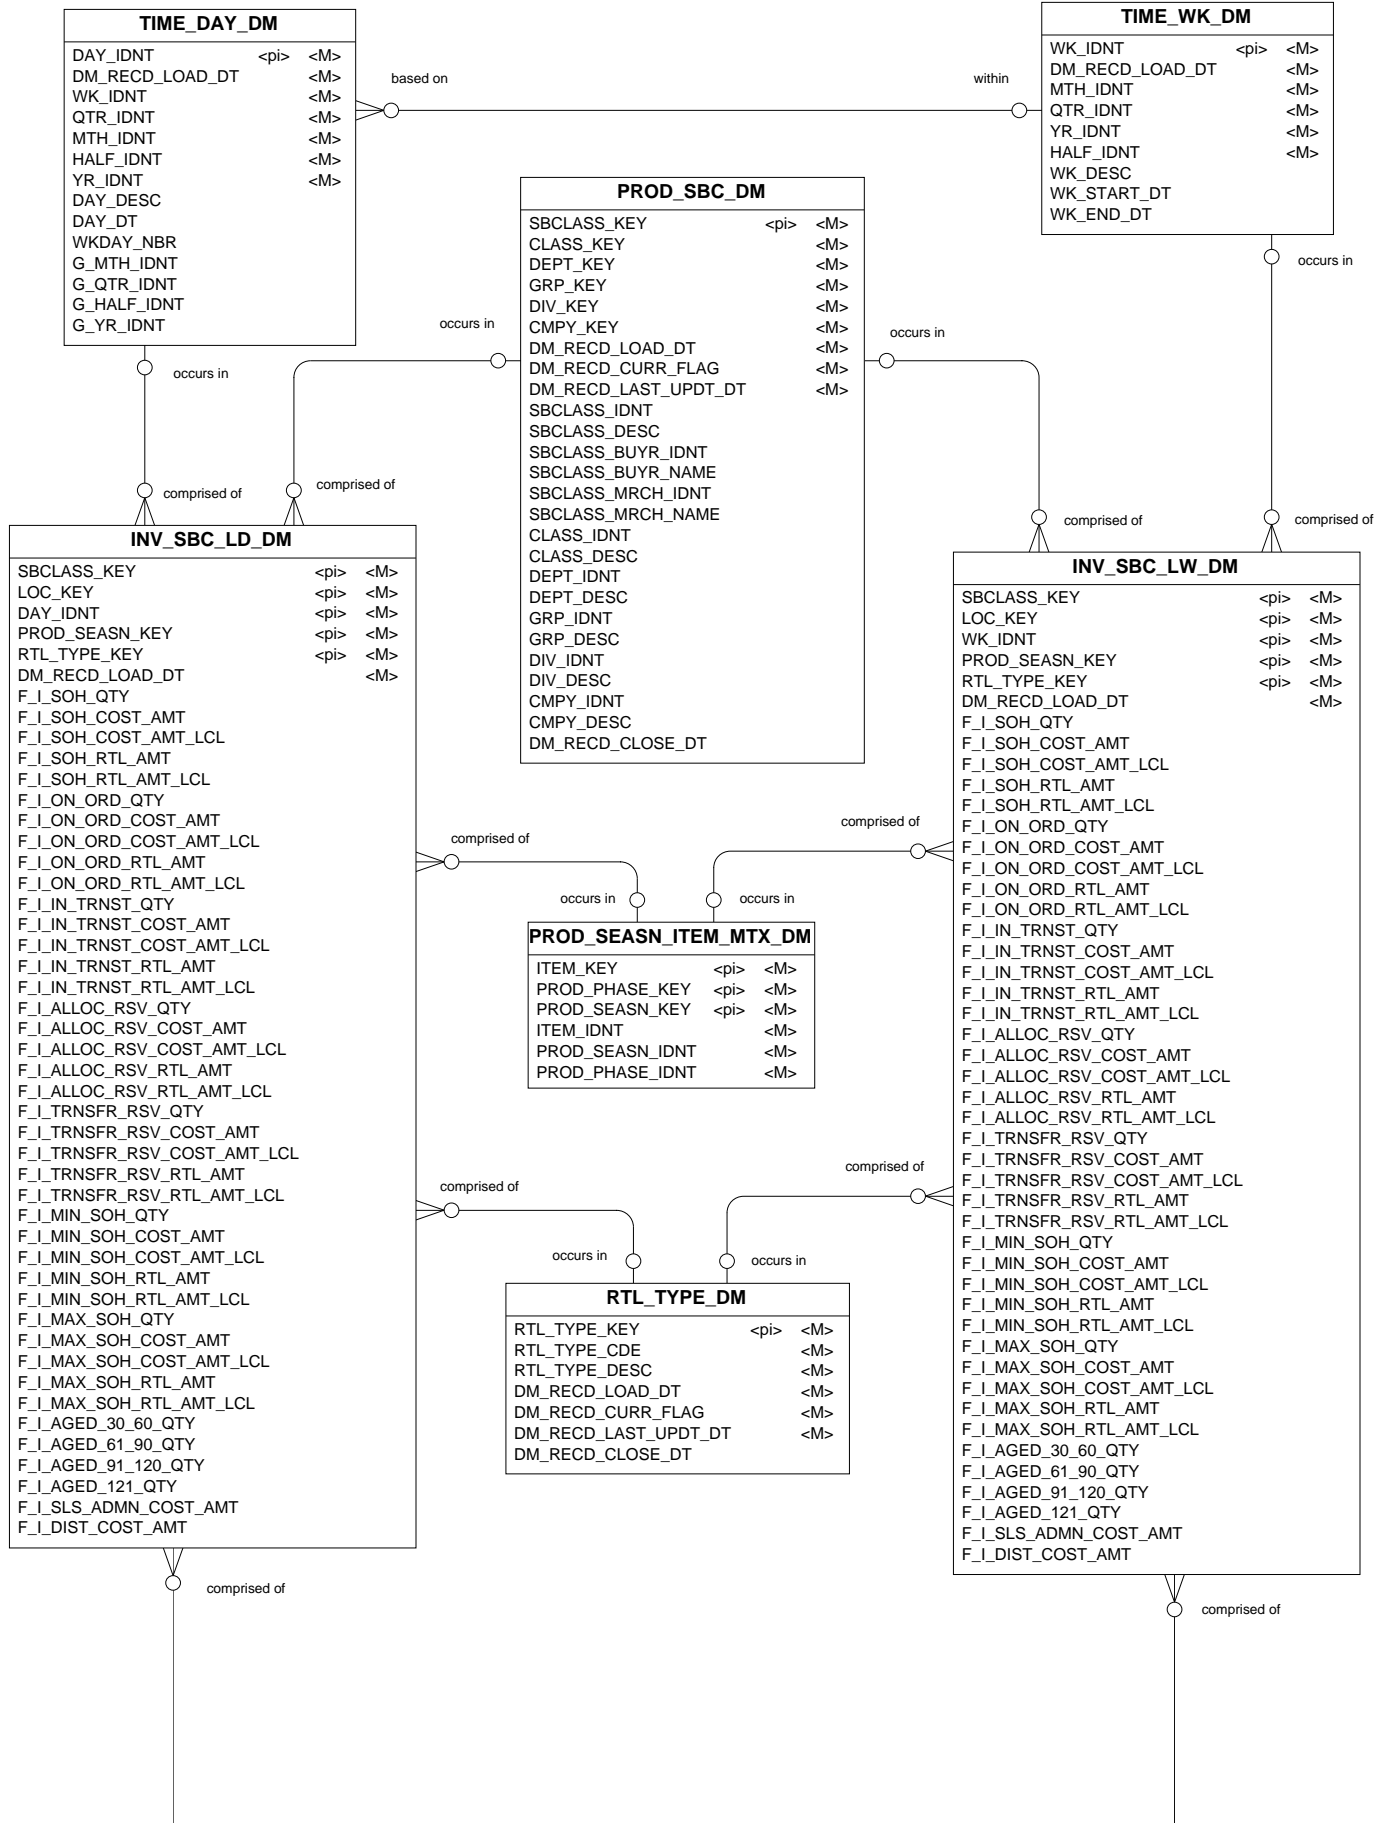 TIME_DAY_DM
DAY_IDNT <pi> <M>
DM_RECD_LOAD_DT <M>
WK_IDNT <M>
QTR_IDNT <M>
MTH_IDNT <M>
HALF_IDNT <M>
YR_IDNT <M>
DAY_DESC
DAY_DT
WKDAY_NBR
G_MTH_IDNT
G_QTR_IDNT
G_HALF_IDNT
G_YR_IDNT
based on
within
TIME_WK_DM
WK_IDNT <pi> <M>
DM_RECD_LOAD_DT <M>
MTH_IDNT <M>
QTR_IDNT <M>
YR_IDNT <M>
HALF_IDNT <M>
WK_DESC
WK_START_DT
WK_END_DT
PROD_SBC_DM
SBCLASS_KEY <pi> <M>
CLASS_KEY <M>
DEPT_KEY <M>
GRP_KEY <M>
DIV_KEY <M>
CMPY_KEY <M>
DM_RECD_LOAD_DT <M>
DM_RECD_CURR_FLAG <M>
DM_RECD_LAST_UPDT_DT <M>
SBCLASS_IDNT
SBCLASS_DESC
SBCLASS_BUYR_IDNT
SBCLASS_BUYR_NAME
SBCLASS_MRCH_IDNT
SBCLASS_MRCH_NAME
CLASS_IDNT
CLASS_DESC
DEPT_IDNT
DEPT_DESC
GRP_IDNT
GRP_DESC
DIV_IDNT
DIV_DESC
CMPY_IDNT
CMPY_DESC
DM_RECD_CLOSE_DT
occurs in
occurs in
occurs in
occurs in
comprised of
comprised of
comprised of
comprised of
INV_SBC_LD_DM
SBCLASS_KEY <pi> <M>
LOC_KEY <pi> <M>
DAY_IDNT <pi> <M>
PROD_SEASN_KEY <pi> <M>
RTL_TYPE_KEY <pi> <M>
DM_RECD_LOAD_DT <M>
F_I_SOH_QTY
F_I_SOH_COST_AMT
F_I_SOH_COST_AMT_LCL
F_I_SOH_RTL_AMT
F_I_SOH_RTL_AMT_LCL
F_I_ON_ORD_QTY
F_I_ON_ORD_COST_AMT
F_I_ON_ORD_COST_AMT_LCL
F_I_ON_ORD_RTL_AMT
F_I_ON_ORD_RTL_AMT_LCL
F_I_IN_TRNST_QTY
F_I_IN_TRNST_COST_AMT
F_I_IN_TRNST_COST_AMT_LCL
F_I_IN_TRNST_RTL_AMT
F_I_IN_TRNST_RTL_AMT_LCL
F_I_ALLOC_RSV_QTY
F_I_ALLOC_RSV_COST_AMT
F_I_ALLOC_RSV_COST_AMT_LCL
F_I_ALLOC_RSV_RTL_AMT
F_I_ALLOC_RSV_RTL_AMT_LCL
F_I_TRNSFR_RSV_QTY
F_I_TRNSFR_RSV_COST_AMT
F_I_TRNSFR_RSV_COST_AMT_LCL
F_I_TRNSFR_RSV_RTL_AMT
F_I_TRNSFR_RSV_RTL_AMT_LCL
F_I_MIN_SOH_QTY
F_I_MIN_SOH_COST_AMT
F_I_MIN_SOH_COST_AMT_LCL
F_I_MIN_SOH_RTL_AMT
F_I_MIN_SOH_RTL_AMT_LCL
F_I_MAX_SOH_QTY
F_I_MAX_SOH_COST_AMT
F_I_MAX_SOH_COST_AMT_LCL
F_I_MAX_SOH_RTL_AMT
F_I_MAX_SOH_RTL_AMT_LCL
F_I_AGED_30_60_QTY
F_I_AGED_61_90_QTY
F_I_AGED_91_120_QTY
F_I_AGED_121_QTY
F_I_SLS_ADMN_COST_AMT
F_I_DIST_COST_AMT
comprised of
comprised of
occurs in
occurs in
PROD_SEASN_ITEM_MTX_DM
ITEM_KEY <pi> <M>
PROD_PHASE_KEY <pi> <M>
PROD_SEASN_KEY <pi> <M>
ITEM_IDNT <M>
PROD_SEASN_IDNT <M>
PROD_PHASE_IDNT <M>
comprised of
comprised of
occurs in
occurs in
RTL_TYPE_DM
RTL_TYPE_KEY <pi> <M>
RTL_TYPE_CDE <M>
RTL_TYPE_DESC <M>
DM_RECD_LOAD_DT <M>
DM_RECD_CURR_FLAG <M>
DM_RECD_LAST_UPDT_DT <M>
DM_RECD_CLOSE_DT
INV_SBC_LW_DM
SBCLASS_KEY <pi> <M>
LOC_KEY <pi> <M>
WK_IDNT <pi> <M>
PROD_SEASN_KEY <pi> <M>
RTL_TYPE_KEY <pi> <M>
DM_RECD_LOAD_DT <M>
F_I_SOH_QTY
F_I_SOH_COST_AMT
F_I_SOH_COST_AMT_LCL
F_I_SOH_RTL_AMT
F_I_SOH_RTL_AMT_LCL
F_I_ON_ORD_QTY
F_I_ON_ORD_COST_AMT
F_I_ON_ORD_COST_AMT_LCL
F_I_ON_ORD_RTL_AMT
F_I_ON_ORD_RTL_AMT_LCL
F_I_IN_TRNST_QTY
F_I_IN_TRNST_COST_AMT
F_I_IN_TRNST_COST_AMT_LCL
F_I_IN_TRNST_RTL_AMT
F_I_IN_TRNST_RTL_AMT_LCL
F_I_ALLOC_RSV_QTY
F_I_ALLOC_RSV_COST_AMT
F_I_ALLOC_RSV_COST_AMT_LCL
F_I_ALLOC_RSV_RTL_AMT
F_I_ALLOC_RSV_RTL_AMT_LCL
F_I_TRNSFR_RSV_QTY
F_I_TRNSFR_RSV_COST_AMT
F_I_TRNSFR_RSV_COST_AMT_LCL
F_I_TRNSFR_RSV_RTL_AMT
F_I_TRNSFR_RSV_RTL_AMT_LCL
F_I_MIN_SOH_QTY
F_I_MIN_SOH_COST_AMT
F_I_MIN_SOH_COST_AMT_LCL
F_I_MIN_SOH_RTL_AMT
F_I_MIN_SOH_RTL_AMT_LCL
F_I_MAX_SOH_QTY
F_I_MAX_SOH_COST_AMT
F_I_MAX_SOH_COST_AMT_LCL
F_I_MAX_SOH_RTL_AMT
F_I_MAX_SOH_RTL_AMT_LCL
F_I_AGED_30_60_QTY
F_I_AGED_61_90_QTY
F_I_AGED_91_120_QTY
F_I_AGED_121_QTY
F_I_SLS_ADMN_COST_AMT
F_I_DIST_COST_AMT
comprised of
comprised of